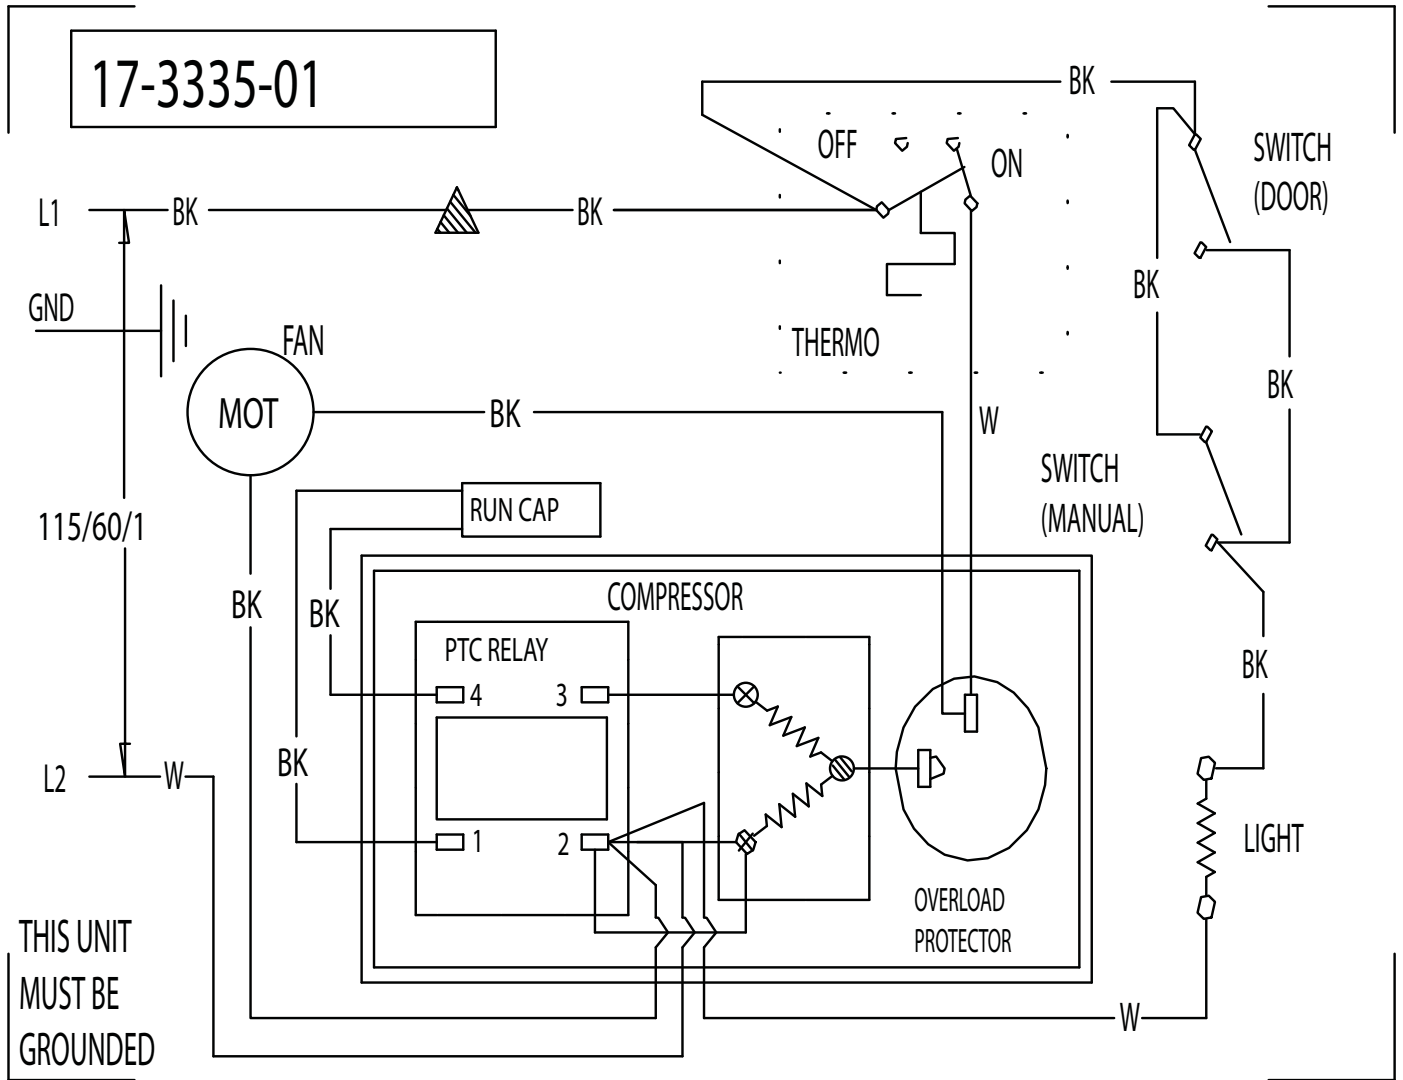 17-3335-01
BK
OFF
ON
SWITCH
(DOOR)
L1
BK
BK
BK
GND
FAN
THERMO
MOT
BK
W
BK
SWITCH
(MANUAL)
115/60/1
RUN CAP
COMPRESSOR
BK
BK
PTC RELAY
4
3
BK
L2
W
BK
1
2
LIGHT
OVERLOAD
PROTECTOR
THIS UNIT
MUST BE
GROUNDED
W